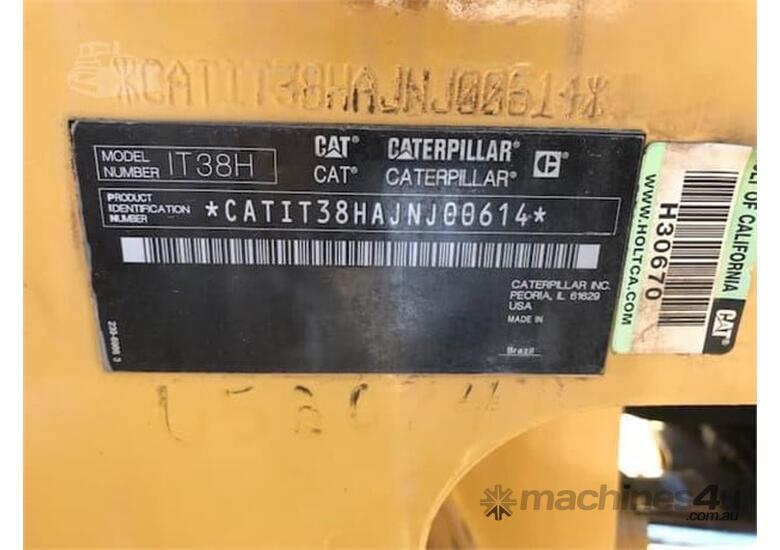 *CATIT38HAJNJ00614*
MODEL NUMBER IT38H
CAT CATERPILLAR
CAT CATERPILLAR
PRODUCT IDENTIFICATION NUMBER *CATIT38HAJNJ00614*
CATERPILLAR INC.
PEORIA, IL 61629
USA
MADE IN
Brazil
OF CALIFORNIA
CAT
H30670
WWW.HOLTCA.COM
machines4u
.com.au